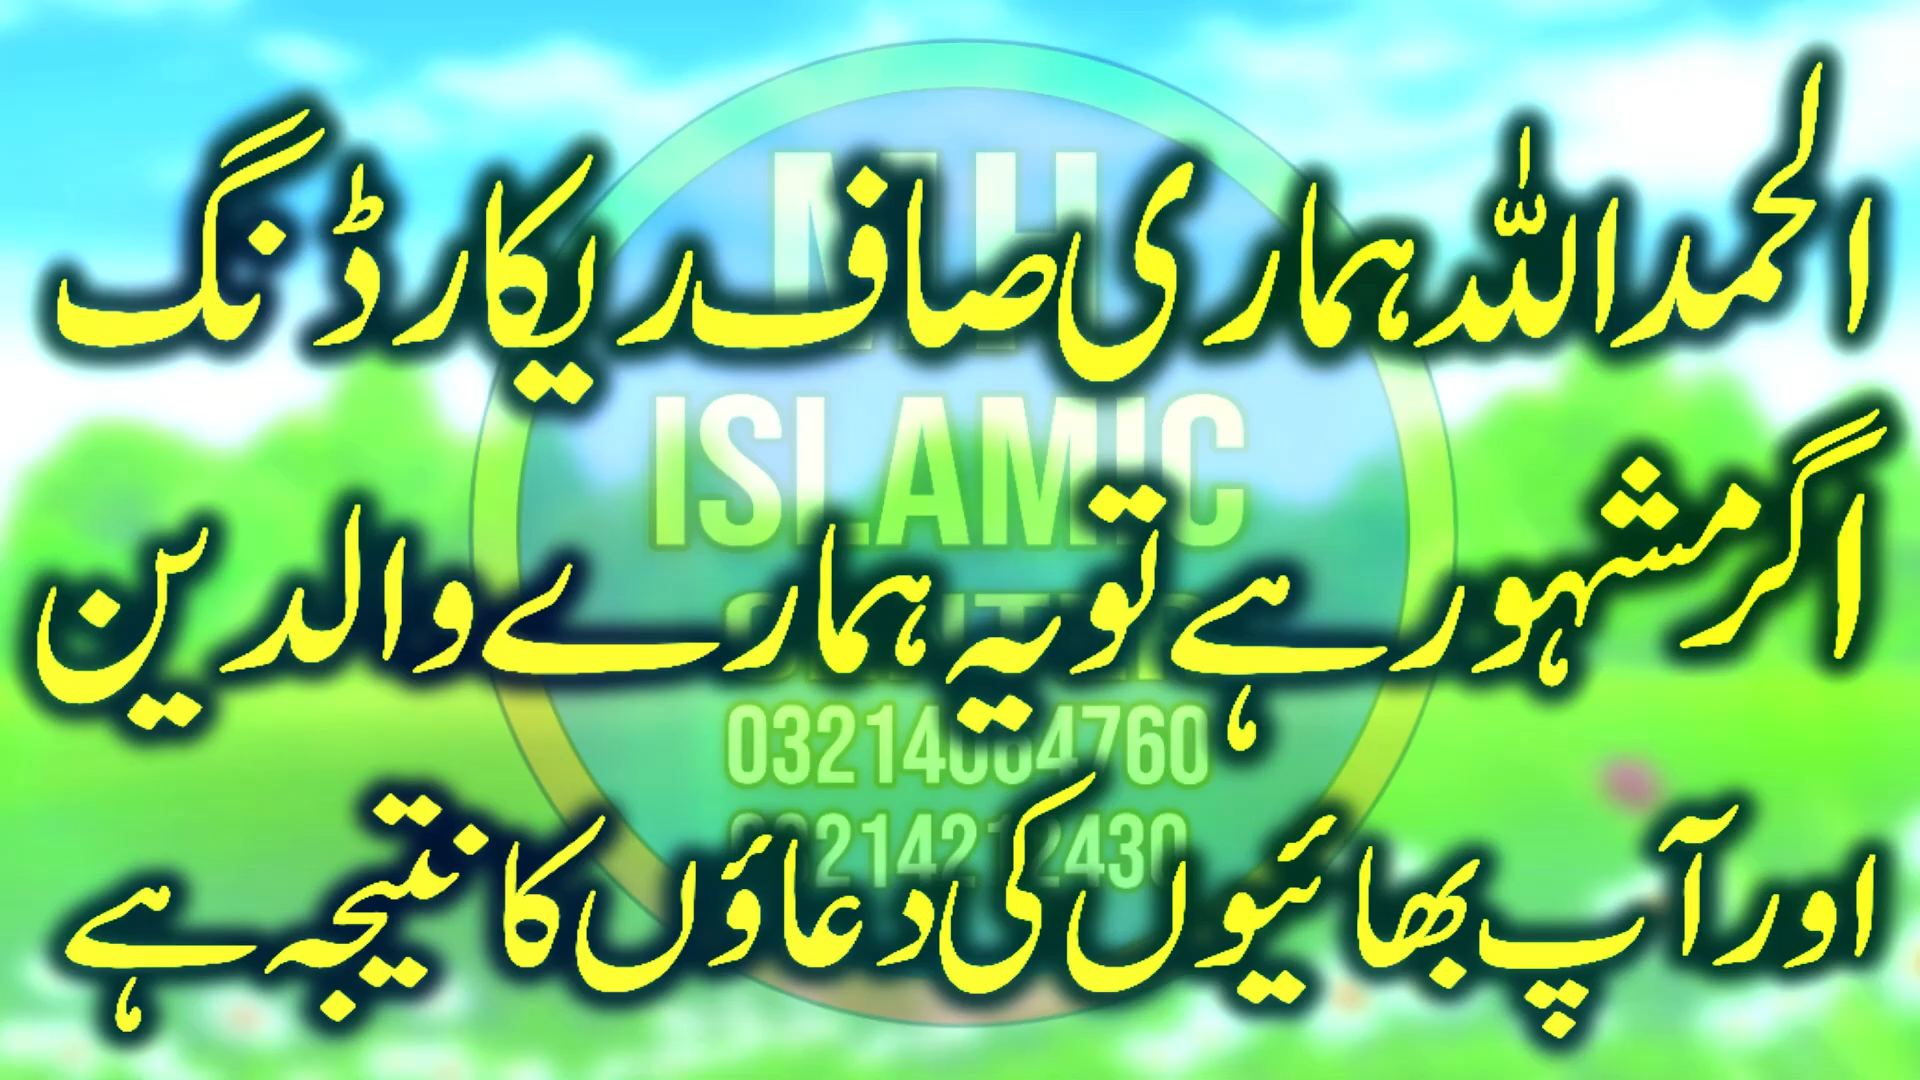 الحمداللہ ہماری صاف ریکارڈنگ
اگر مشہور ہے تو یہ ہمارے والدین
اور آپ بھائیوں کی دعاؤں کا نتیجہ ہے
ISLAMIC